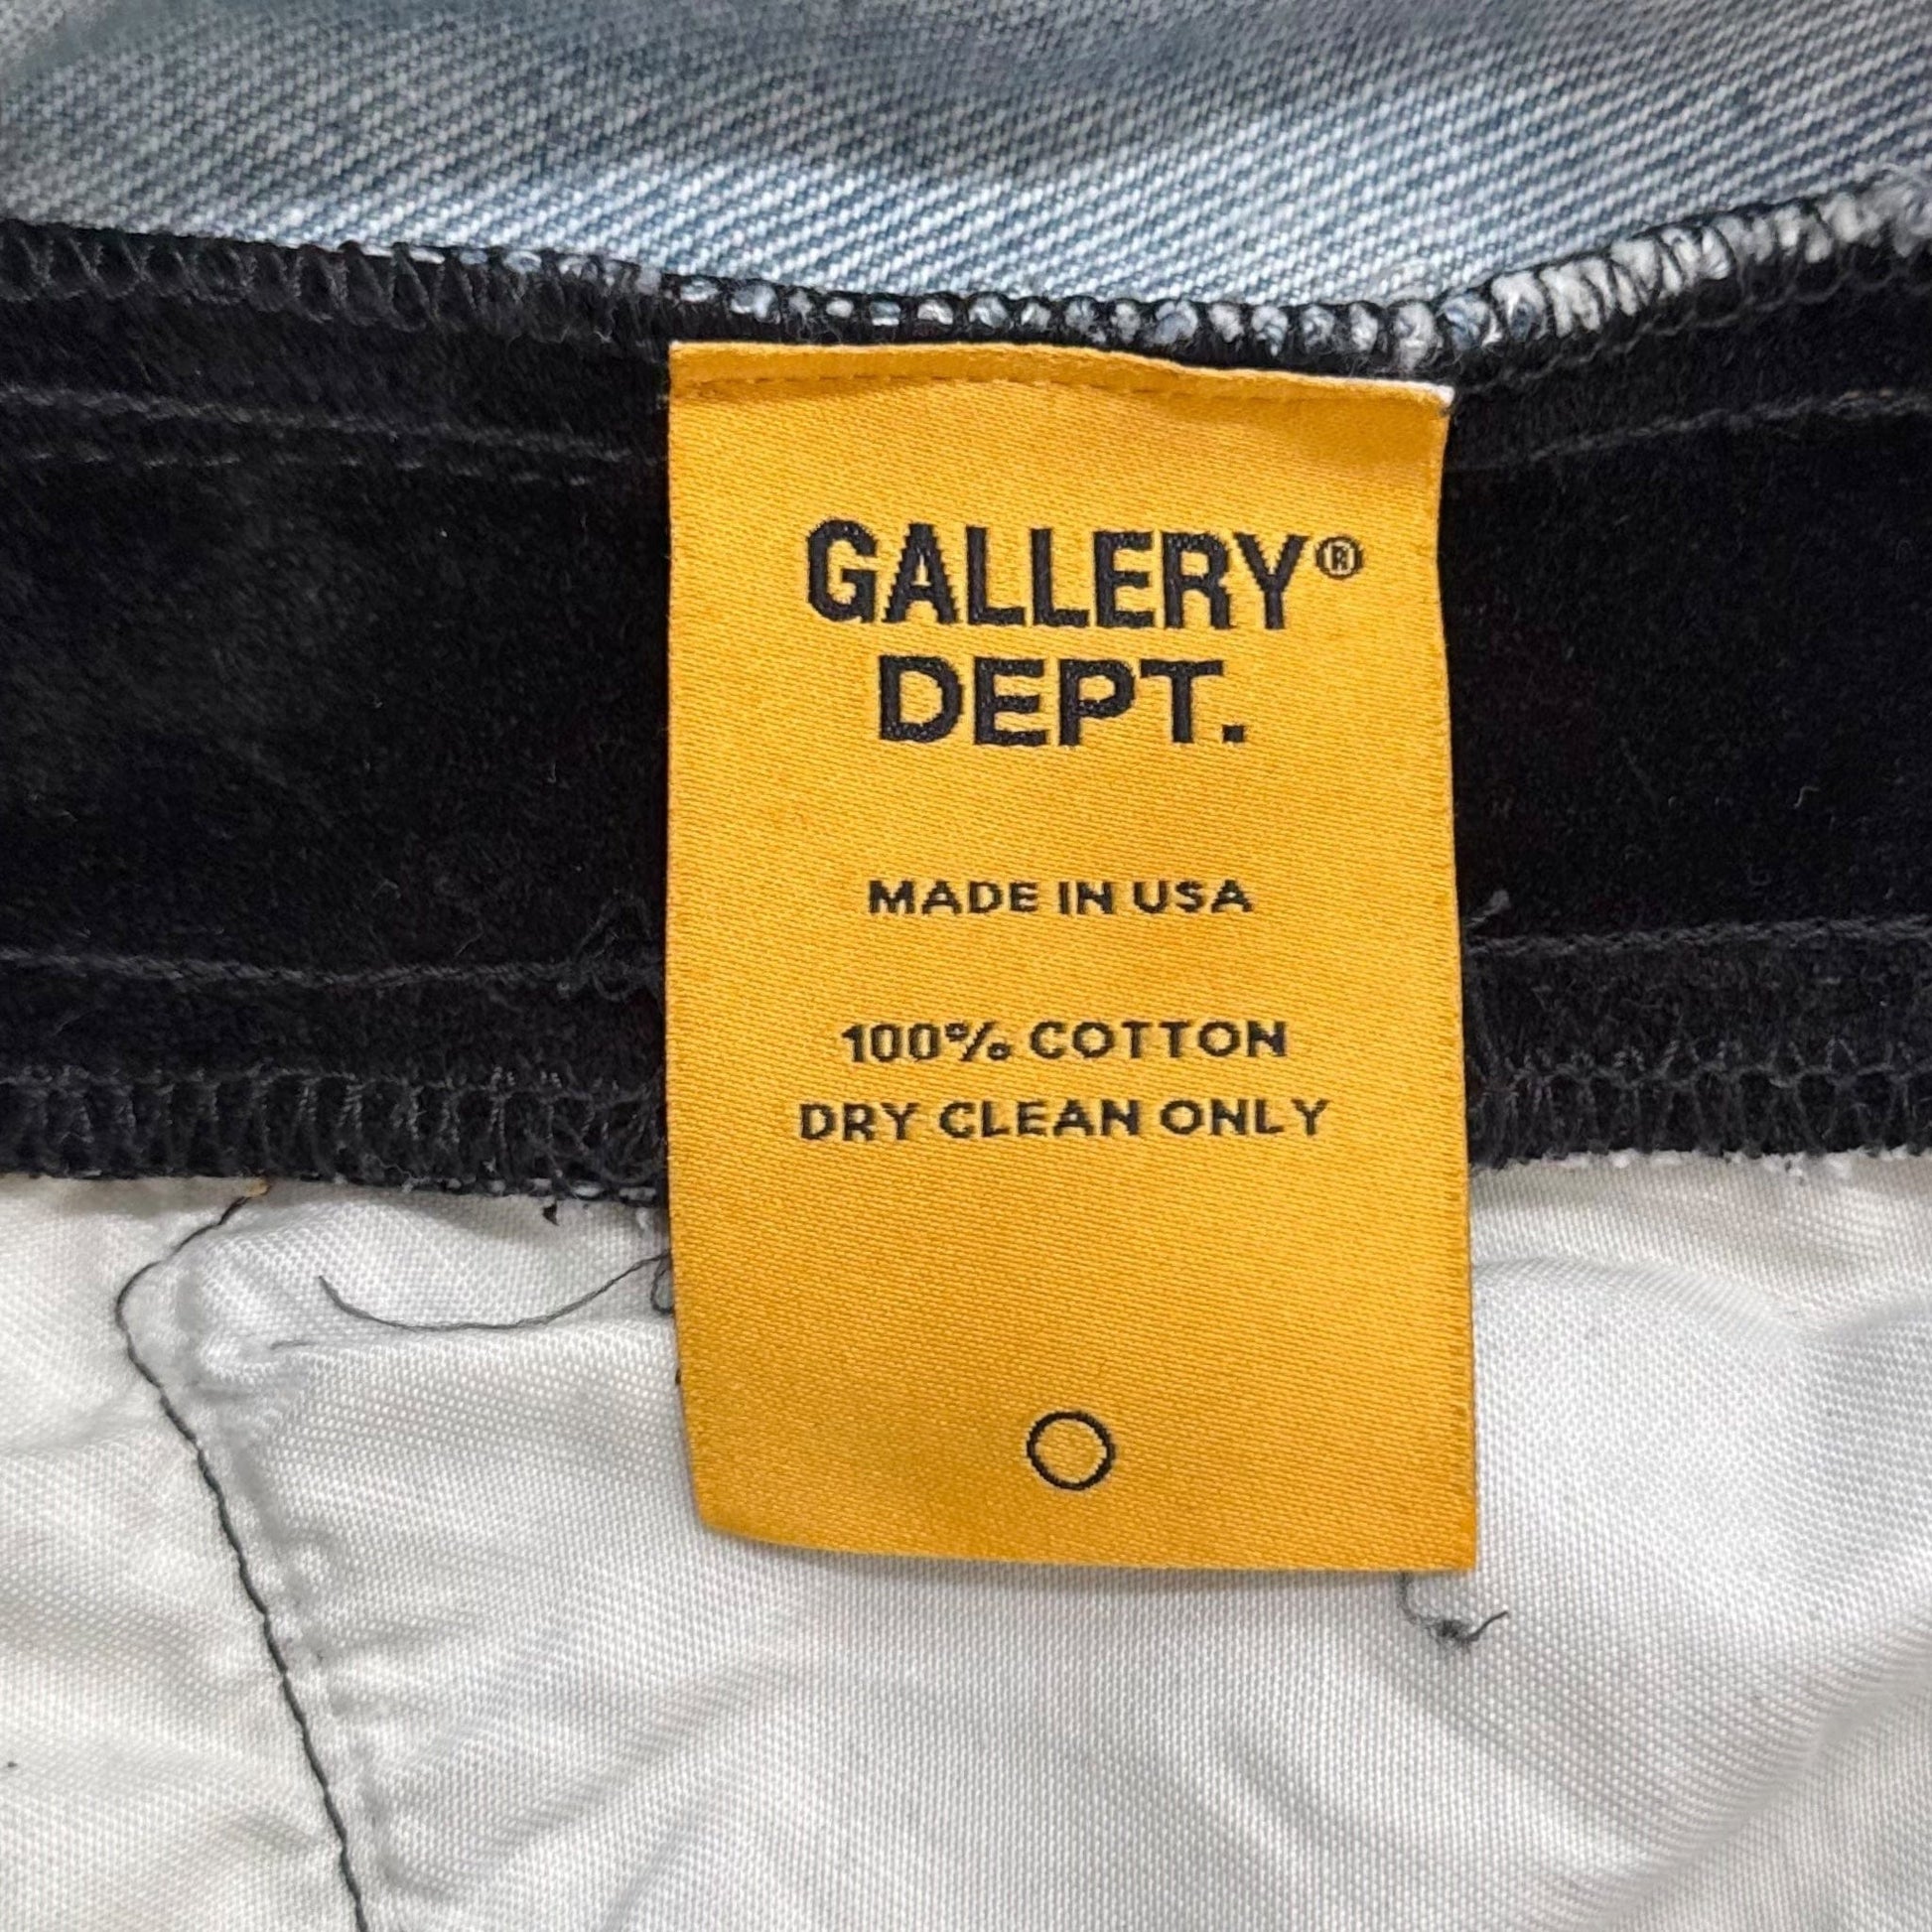 GALLERY®
DEPT.
MADE IN USA
100% COTTON
DRY CLEAN ONLY